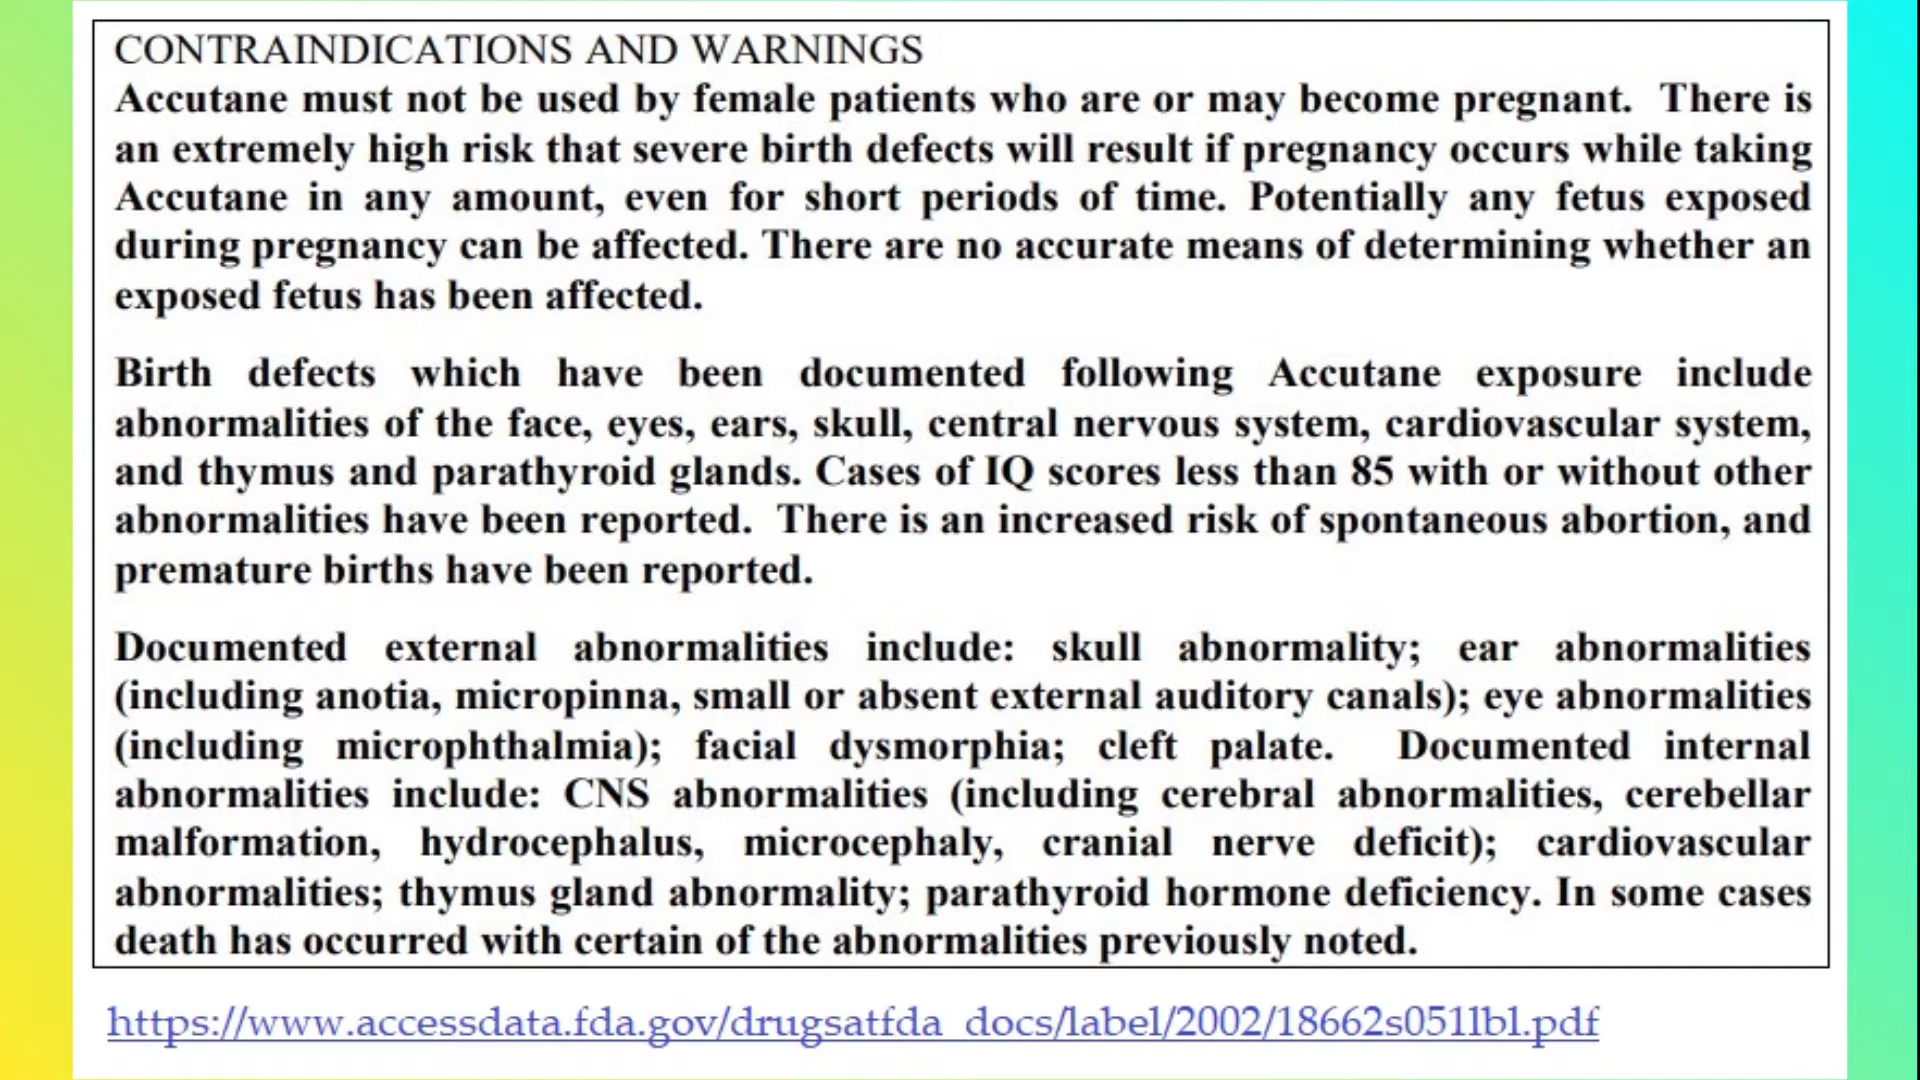 CONTRAINDICATIONS AND WARNINGS
Accutane must not be used by female patients who are or may become pregnant.  There is
an extremely high risk that severe birth defects will result if pregnancy occurs while taking
Accutane in any amount, even for short periods of time. Potentially any fetus exposed
during pregnancy can be affected. There are no accurate means of determining whether an
exposed fetus has been affected.
Birth defects which have been documented following Accutane exposure include
abnormalities of the face, eyes, ears, skull, central nervous system, cardiovascular system,
and thymus and parathyroid glands. Cases of IQ scores less than 85 with or without other
abnormalities have been reported.  There is an increased risk of spontaneous abortion, and
premature births have been reported.
Documented external abnormalities include: skull abnormality; ear abnormalities
(including anotia, micropinna, small or absent external auditory canals); eye abnormalities
(including microphthalmia); facial dysmorphia; cleft palate.  Documented internal
abnormalities include: CNS abnormalities (including cerebral abnormalities, cerebellar
malformation, hydrocephalus, microcephaly, cranial nerve deficit); cardiovascular
abnormalities; thymus gland abnormality; parathyroid hormone deficiency. In some cases
death has occurred with certain of the abnormalities previously noted.
https://www.accessdata.fda.gov/drugsatfda_docs/label/2002/18662s051lbl.pdf